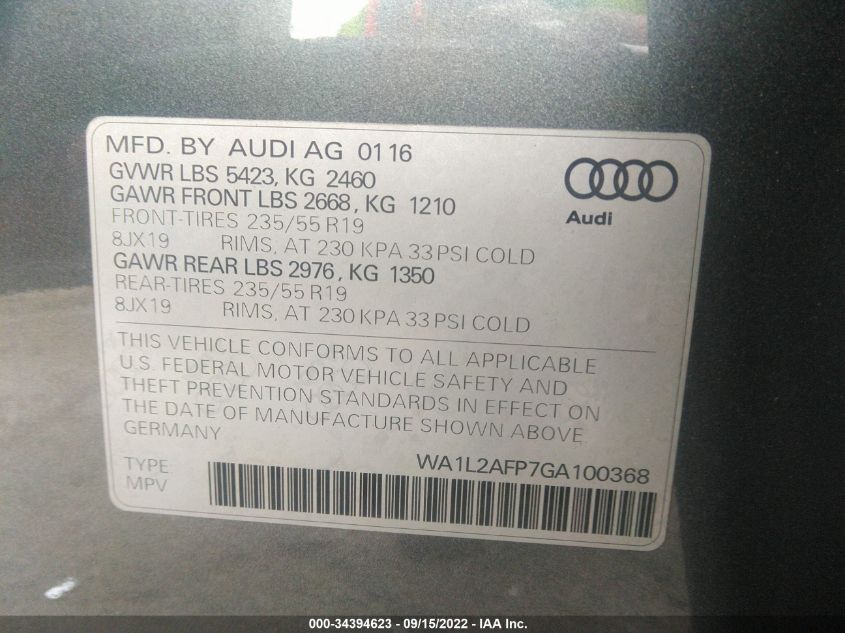 MFD. BY AUDI AG 0116
GVWR LBS 5423, KG 2460
GAWR FRONT LBS 2668, KG 1210
FRONT-TIRES 235/55 R19
8JX19 RIMS, AT 230 KPA 33 PSI COLD
GAWR REAR LBS 2976, KG 1350
REAR-TIRES 235/55 R19
8JX19 RIMS, AT 230 KPA 33 PSI COLD
Audi
THIS VEHICLE CONFORMS TO ALL APPLICABLE
U.S. FEDERAL MOTOR VEHICLE SAFETY AND
THEFT PREVENTION STANDARDS IN EFFECT ON
THE DATE OF MANUFACTURE SHOWN ABOVE
GERMANY
WA1L2AFP7GA100368
TYPE
MPV
000-34394623 - 09/15/2022 - IAA Inc.